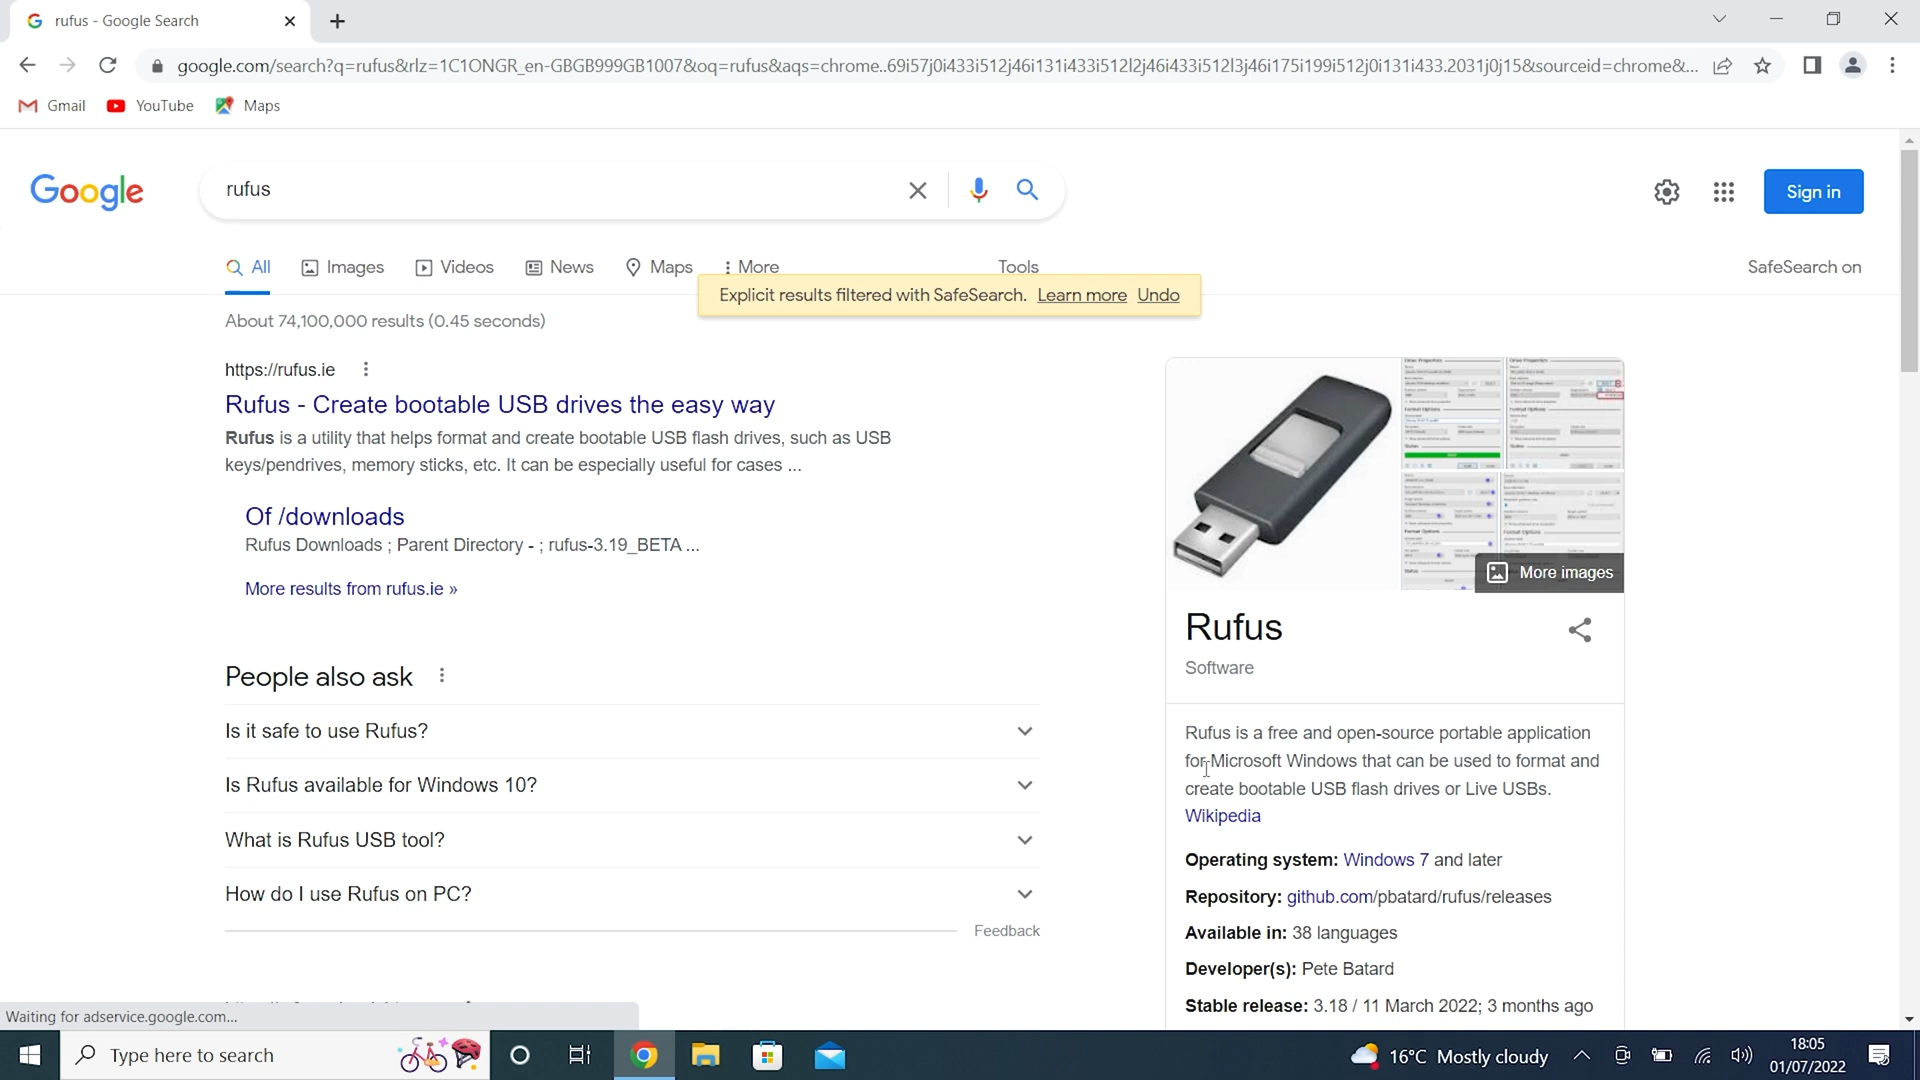 rufus - Google Search
google.com/search?q=rufus&rlz=1C1ONGR_en-GBGB999GB1007&oq=rufus&aqs=chrome..69i57j0i433i512j46i131i433i512l2j46i433i512l3j46i175i199i512j0i131i433.2031j0j15&sourceid=chrome&...
Gmail
YouTube
Maps
Google
rufus
Sign in
All
Images
Videos
News
Maps
More
Tools
SafeSearch on
Explicit results filtered with SafeSearch. Learn more Undo
About 74,100,000 results (0.45 seconds)
https://rufus.ie
Rufus - Create bootable USB drives the easy way
Rufus is a utility that helps format and create bootable USB flash drives, such as USB
keys/pendrives, memory sticks, etc. It can be especially useful for cases ...
Of /downloads
Rufus Downloads ; Parent Directory - ; rufus-3.19_BETA ...
More results from rufus.ie »
People also ask
Is it safe to use Rufus?
Is Rufus available for Windows 10?
What is Rufus USB tool?
How do I use Rufus on PC?
Feedback
More images
Rufus
Software
Rufus is a free and open-source portable application
for Microsoft Windows that can be used to format and
create bootable USB flash drives or Live USBs.
Wikipedia
Operating system: Windows 7 and later
Repository: github.com/pbatard/rufus/releases
Available in: 38 languages
Developer(s): Pete Batard
Stable release: 3.18 / 11 March 2022; 3 months ago
Waiting for adservice.google.com...
Type here to search
16°C Mostly cloudy
18:05
01/07/2022